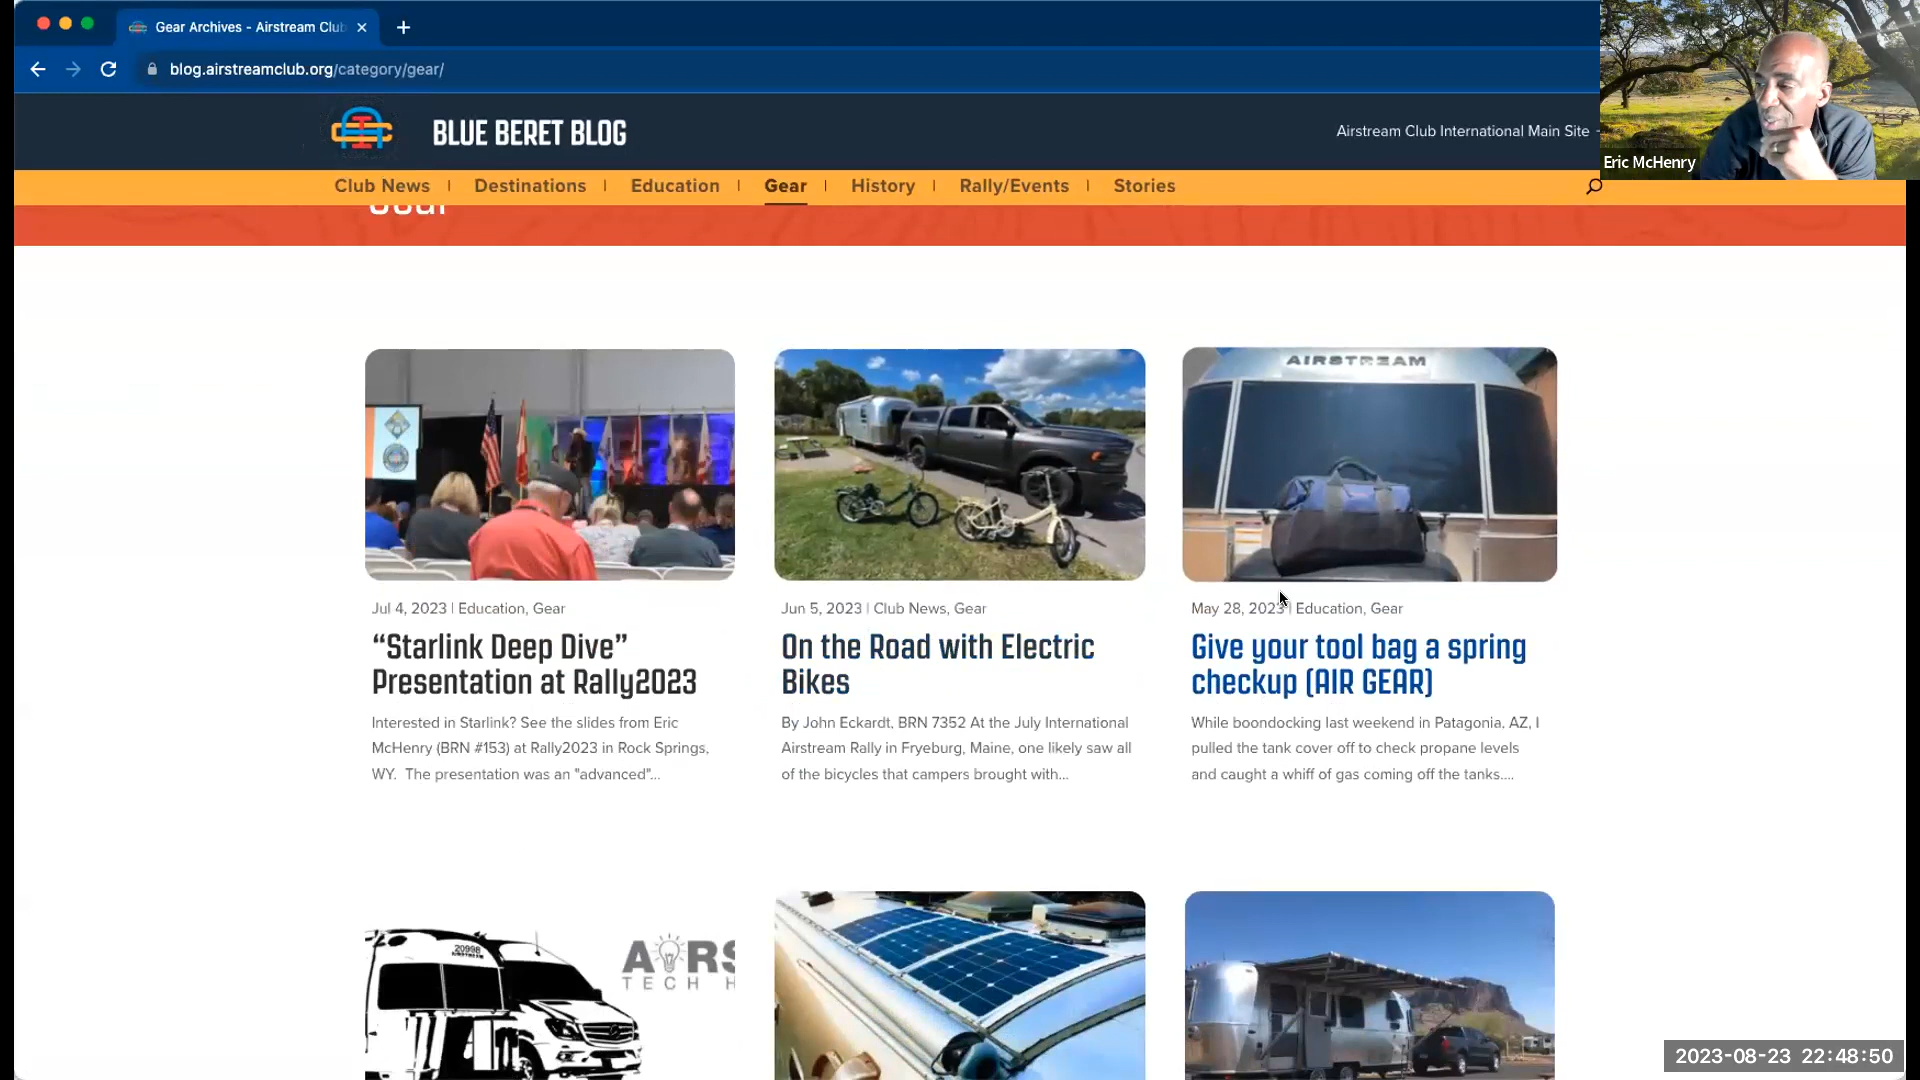 Gear Archives - Airstream Club
blog.airstreamclub.org/category/gear/
BLUE BERET BLOG
Airstream Club International Main Site
Eric McHenry
Club News | Destinations | Education | Gear | History | Rally/Events | Stories
Gear
AIRSTREAM
Jul 4, 2023 | Education, Gear
“Starlink Deep Dive”
Presentation at Rally2023
Interested in Starlink? See the slides from Eric
McHenry (BRN #153) at Rally2023 in Rock Springs,
WY. The presentation was an "advanced"...
Jun 5, 2023 | Club News, Gear
On the Road with Electric
Bikes
By John Eckardt, BRN 7352 At the July International
Airstream Rally in Fryeburg, Maine, one likely saw all
of the bicycles that campers brought with...
May 28, 2023 | Education, Gear
Give your tool bag a spring
checkup (AIR GEAR)
While boondocking last weekend in Patagonia, AZ, I
pulled the tank cover off to check propane levels
and caught a whiff of gas coming off the tanks....
20998
AIRSTREAM
AIRS
TECH H
2023-08-23 22:48:50